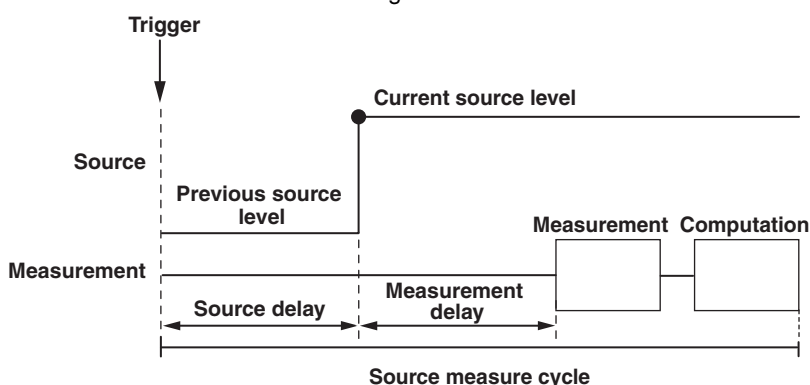 Trigger
Current source level
Source
Previous source
level
Measurement Computation
Measurement
Source delay
Measurement
delay
Source measure cycle